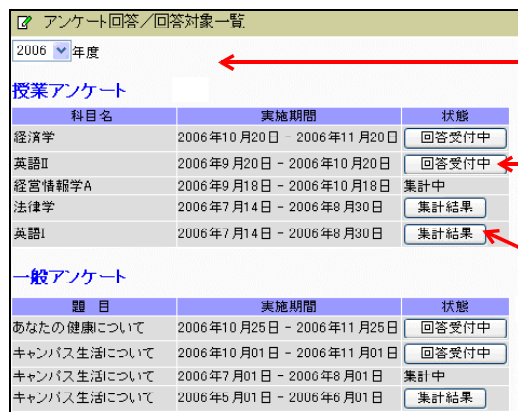 アンケート回答／回答対象一覧
2006 年度
授業アンケート
科目名 実施期間 状態
経済学 2006年10月20日 - 2006年11月20日 回答受付中
英語Ⅱ 2006年9月20日 - 2006年10月20日 回答受付中
経営情報学A 2006年9月18日 - 2006年10月18日 集計中
法律学 2006年7月14日 - 2006年8月30日 集計結果
英語Ⅰ 2006年7月14日 - 2006年8月30日 集計結果
一般アンケート
題 目 実施期間 状態
あなたの健康について 2006年10月25日 - 2006年11月25日 回答受付中
キャンパス生活について 2006年10月01日 - 2006年11月01日 回答受付中
キャンパス生活について 2006年7月01日 - 2006年8月01日 集計中
キャンパス生活について 2006年5月01日 - 2006年6月01日 集計結果